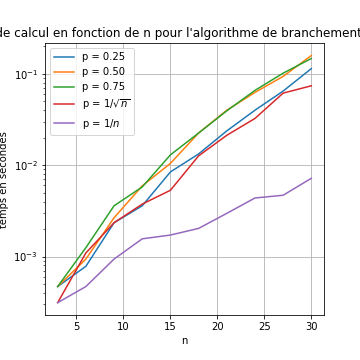 de calcul en fonction de n pour l'algorithme de branchement
p = 0.25
p = 0.50
p = 0.75
p = 1/√n
p = 1/n
temps en secondes
10⁻¹
10⁻²
10⁻³
5 10 15 20 25 30
n